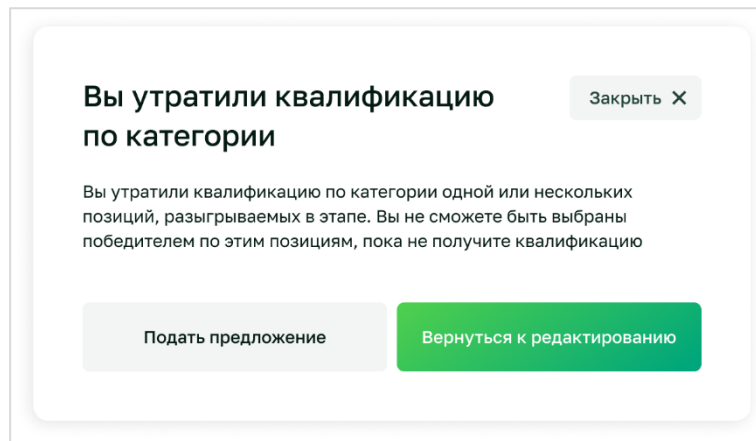 Вы утратили квалификацию
по категории
Закрыть
Вы утратили квалификацию по категории одной или нескольких
позиций, разыгрываемых в этапе. Вы не сможете быть выбраны
победителем по этим позициям, пока не получите квалификацию
Подать предложение
Вернуться к редактированию